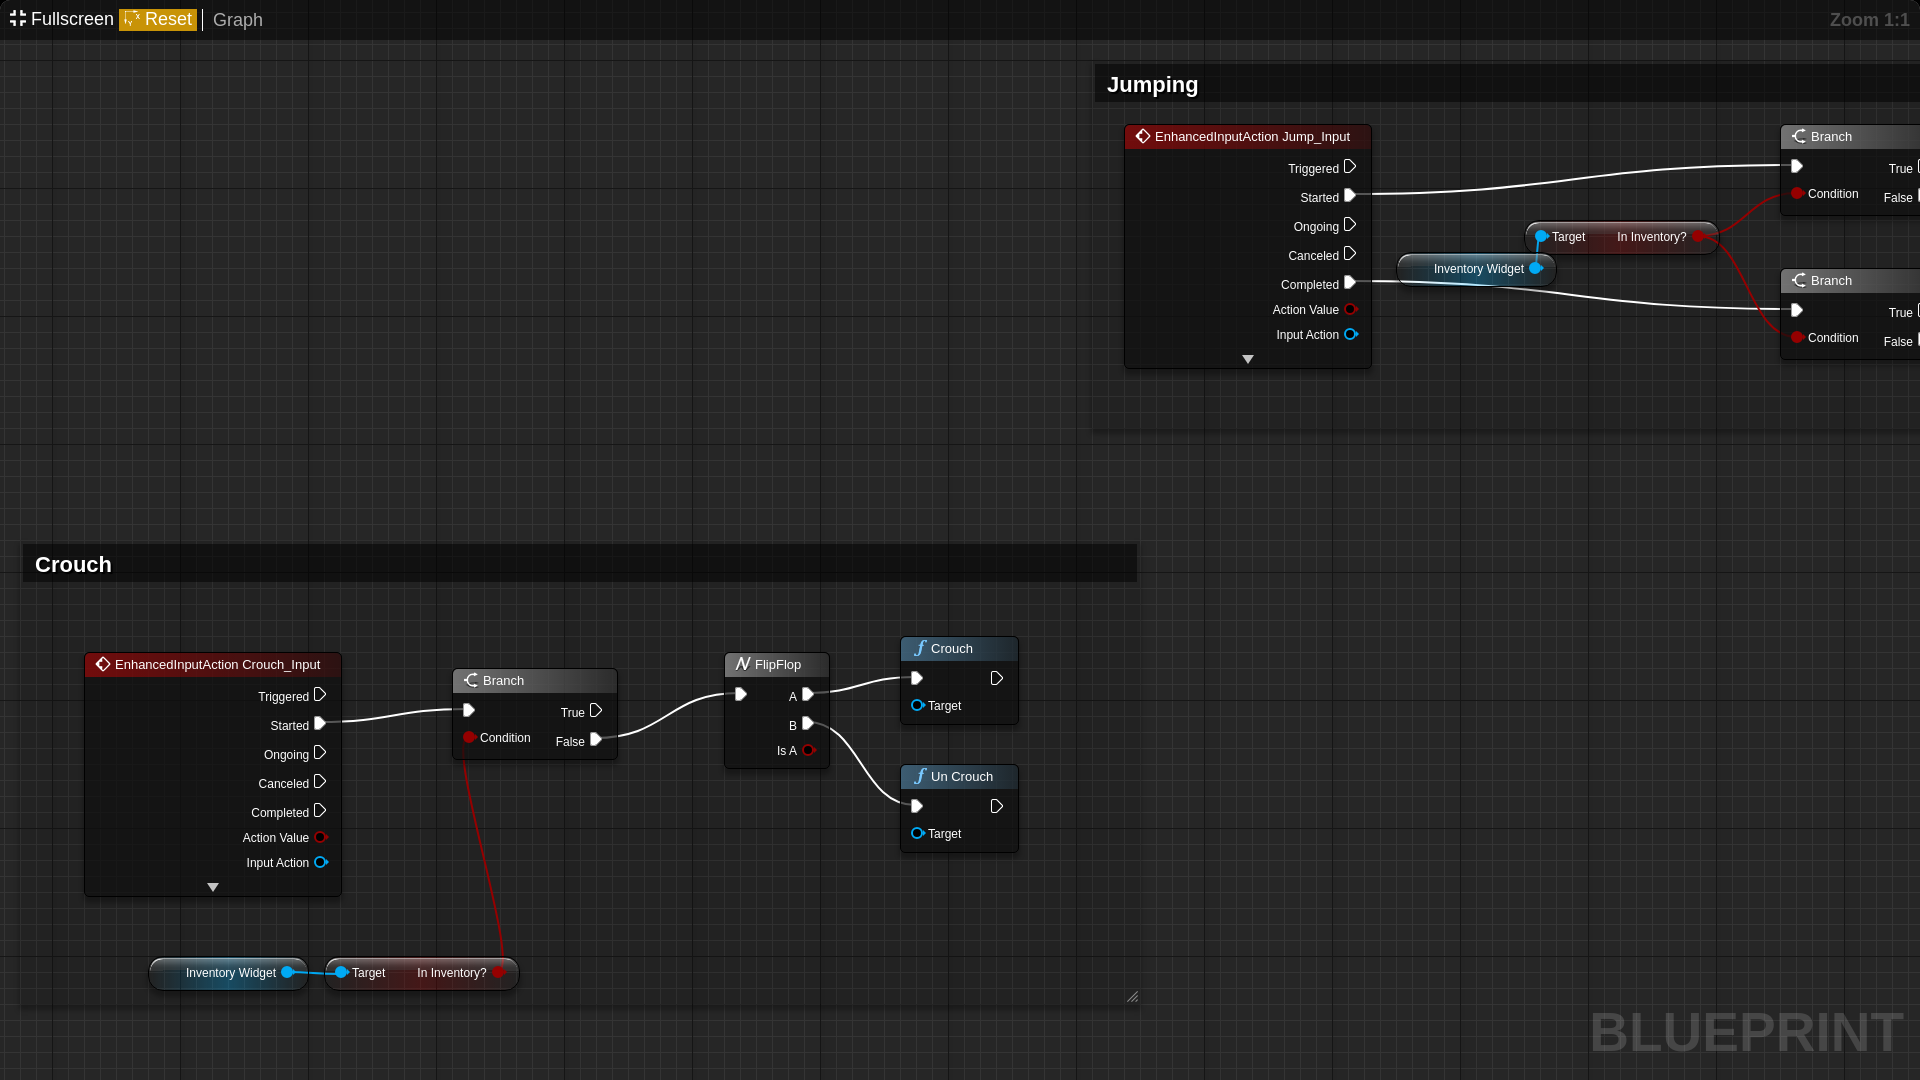 Fullscreen Reset Graph Zoom 1:1
Jumping
EnhancedInputAction Jump_Input
Triggered
Started
Ongoing
Canceled
Completed
Action Value
Input Action
Target In Inventory?
Inventory Widget
Branch
True
Condition
False
Branch
True
Condition
False
Crouch
EnhancedInputAction Crouch_Input
Triggered
Started
Ongoing
Canceled
Completed
Action Value
Input Action
Branch
True
Condition
False
FlipFlop
A
B
Is A
Crouch
Target
Un Crouch
Target
Inventory Widget
Target In Inventory?
BLUEPRINT